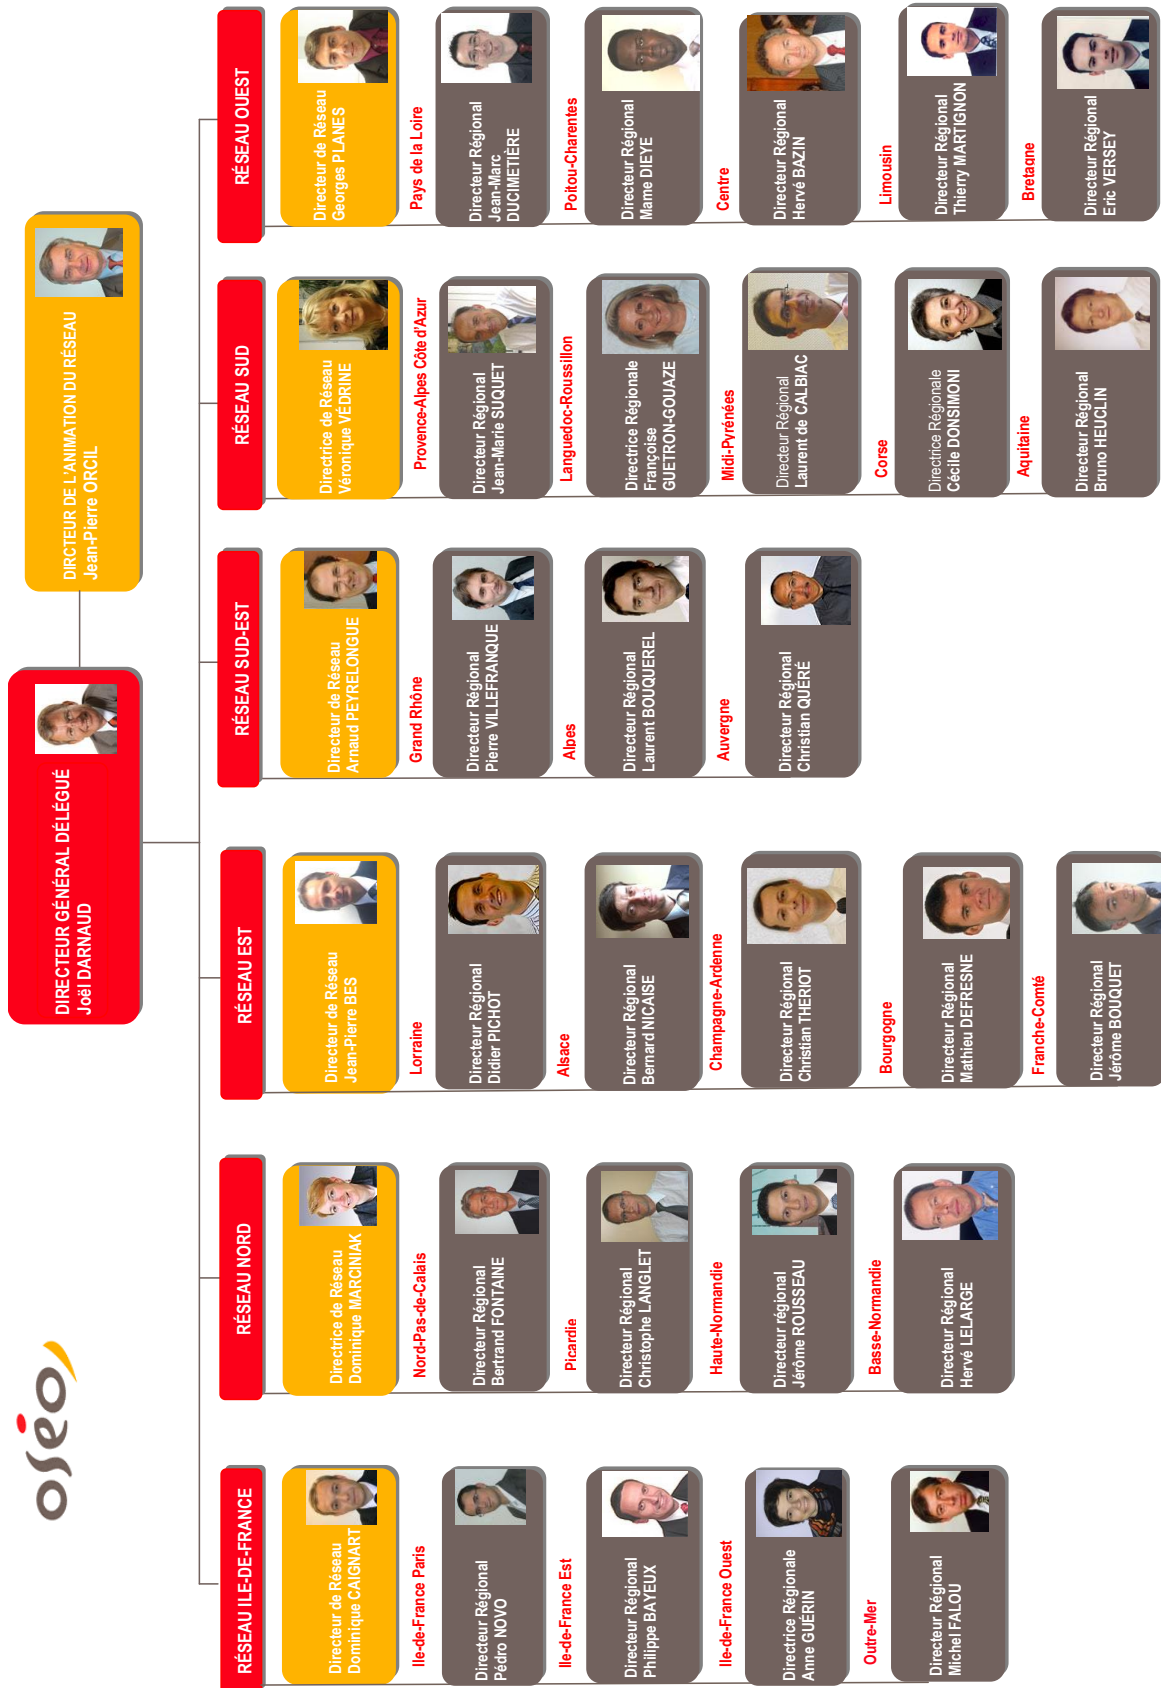 oséo
DIRECTEUR GÉNÉRAL DÉLÉGUÉ
Joël DARNAUD
DIRCTEUR DE L'ANIMATION DU RÉSEAU
Jean-Pierre ORCIL
RÉSEAU ILE-DE-FRANCE
Directeur de Réseau
Dominique CAIGNART
Ile-de-France Paris
Directeur Régional
Pédro NOVO
Ile-de-France Est
Directeur Régional
Philippe BAYEUX
Ile-de-France Ouest
Directrice Régionale
Anne GUÉRIN
Outre-Mer
Directeur Régional
Michel FALOU
RÉSEAU NORD
Directrice de Réseau
Dominique MARCINIAK
Nord-Pas-de-Calais
Directeur Régional
Bertrand FONTAINE
Picardie
Directeur Régional
Christophe LANGLET
Haute-Normandie
Directeur régional
Jérôme ROUSSEAU
Basse-Normandie
Directeur Régional
Hervé LELARGE
RÉSEAU EST
Directeur de Réseau
Jean-Pierre BES
Lorraine
Directeur Régional
Didier PICHOT
Alsace
Directeur Régional
Bernard NICAISE
Champagne-Ardenne
Directeur Régional
Christian THERIOT
Bourgogne
Directeur Régional
Mathieu DEFRESNE
Franche-Comté
Directeur Régional
Jérôme BOUQUET
RÉSEAU SUD-EST
Directeur de Réseau
Arnaud PEYRELONGUE
Grand Rhône
Directeur Régional
Pierre VILLEFRANQUE
Alpes
Directeur Régional
Laurent BOUQUEREL
Auvergne
Directeur Régional
Christian QUÉRÉ
RÉSEAU SUD
Directrice de Réseau
Véronique VÉDRINE
Provence-Alpes Côte d'Azur
Directeur Régional
Jean-Marie SUQUET
Languedoc-Roussillon
Directrice Régionale
Françoise
GUETRON-GOUAZE
Midi-Pyrénées
Directeur Régional
Laurent de CALBIAC
Corse
Directrice Régionale
Cécile DONSIMONI
Aquitaine
Directeur Régional
Bruno HEUCLIN
RÉSEAU OUEST
Directeur de Réseau
Georges PLANES
Pays de la Loire
Directeur Régional
Jean-Marc
DUCIMETIÈRE
Poitou-Charentes
Directeur Régional
Mame DIEYE
Centre
Directeur Régional
Hervé BAZIN
Limousin
Directeur Régional
Thierry MARTIGNON
Bretagne
Directeur Régional
Eric VERSEY